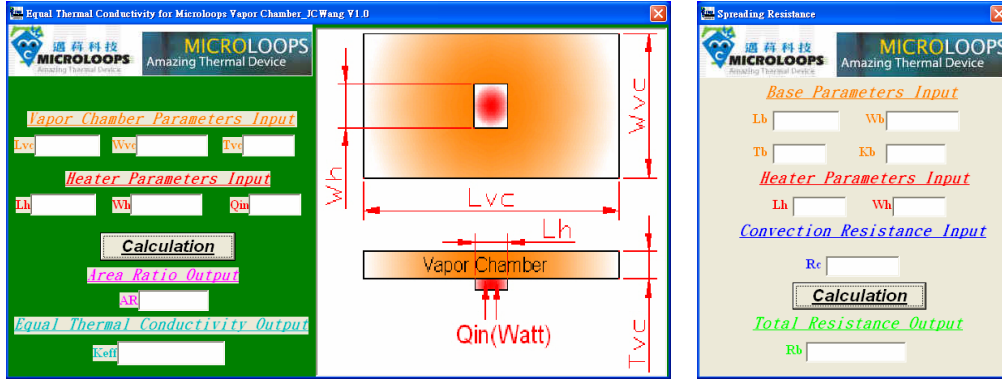 Equal Thermal Conductivity for Microloops Vapor Chamber_JCWang V1.0
邁萪科技
MICROLOOPS
Amazing Thermal Device
MICROLOOPS
Amazing Thermal Device
Vapor Chamber Parameters Input
Lvc Wvc Tvc
Heater Parameters Input
Lh Wh Qin
Calculation
Area Ratio Output
AR
Equal Thermal Conductivity Output
Keff
Wh
Wvc
Lvc
Lh
Vapor Chamber
Tvc
Qin(Watt)
Spreading Resistance
邁萪科技
MICROLOOPS
Amazing Thermal Device
MICROLOOPS
Amazing Thermal Device
Base Parameters Input
Lb Wb
Tb Kb
Heater Parameters Input
Lh Wh
Convection Resistance Input
Rc
Calculation
Total Resistance Output
Rb